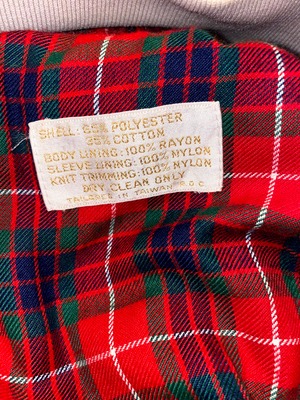 SHELL: 65% POLYESTER
35% COTTON
BODY LINING: 100% RAYON
SLEEVE LINING: 100% NYLON
KNIT TRIMMING: 100% NYLON
DRY CLEAN ONLY
TAILORED IN TAIWAN R.O.C.